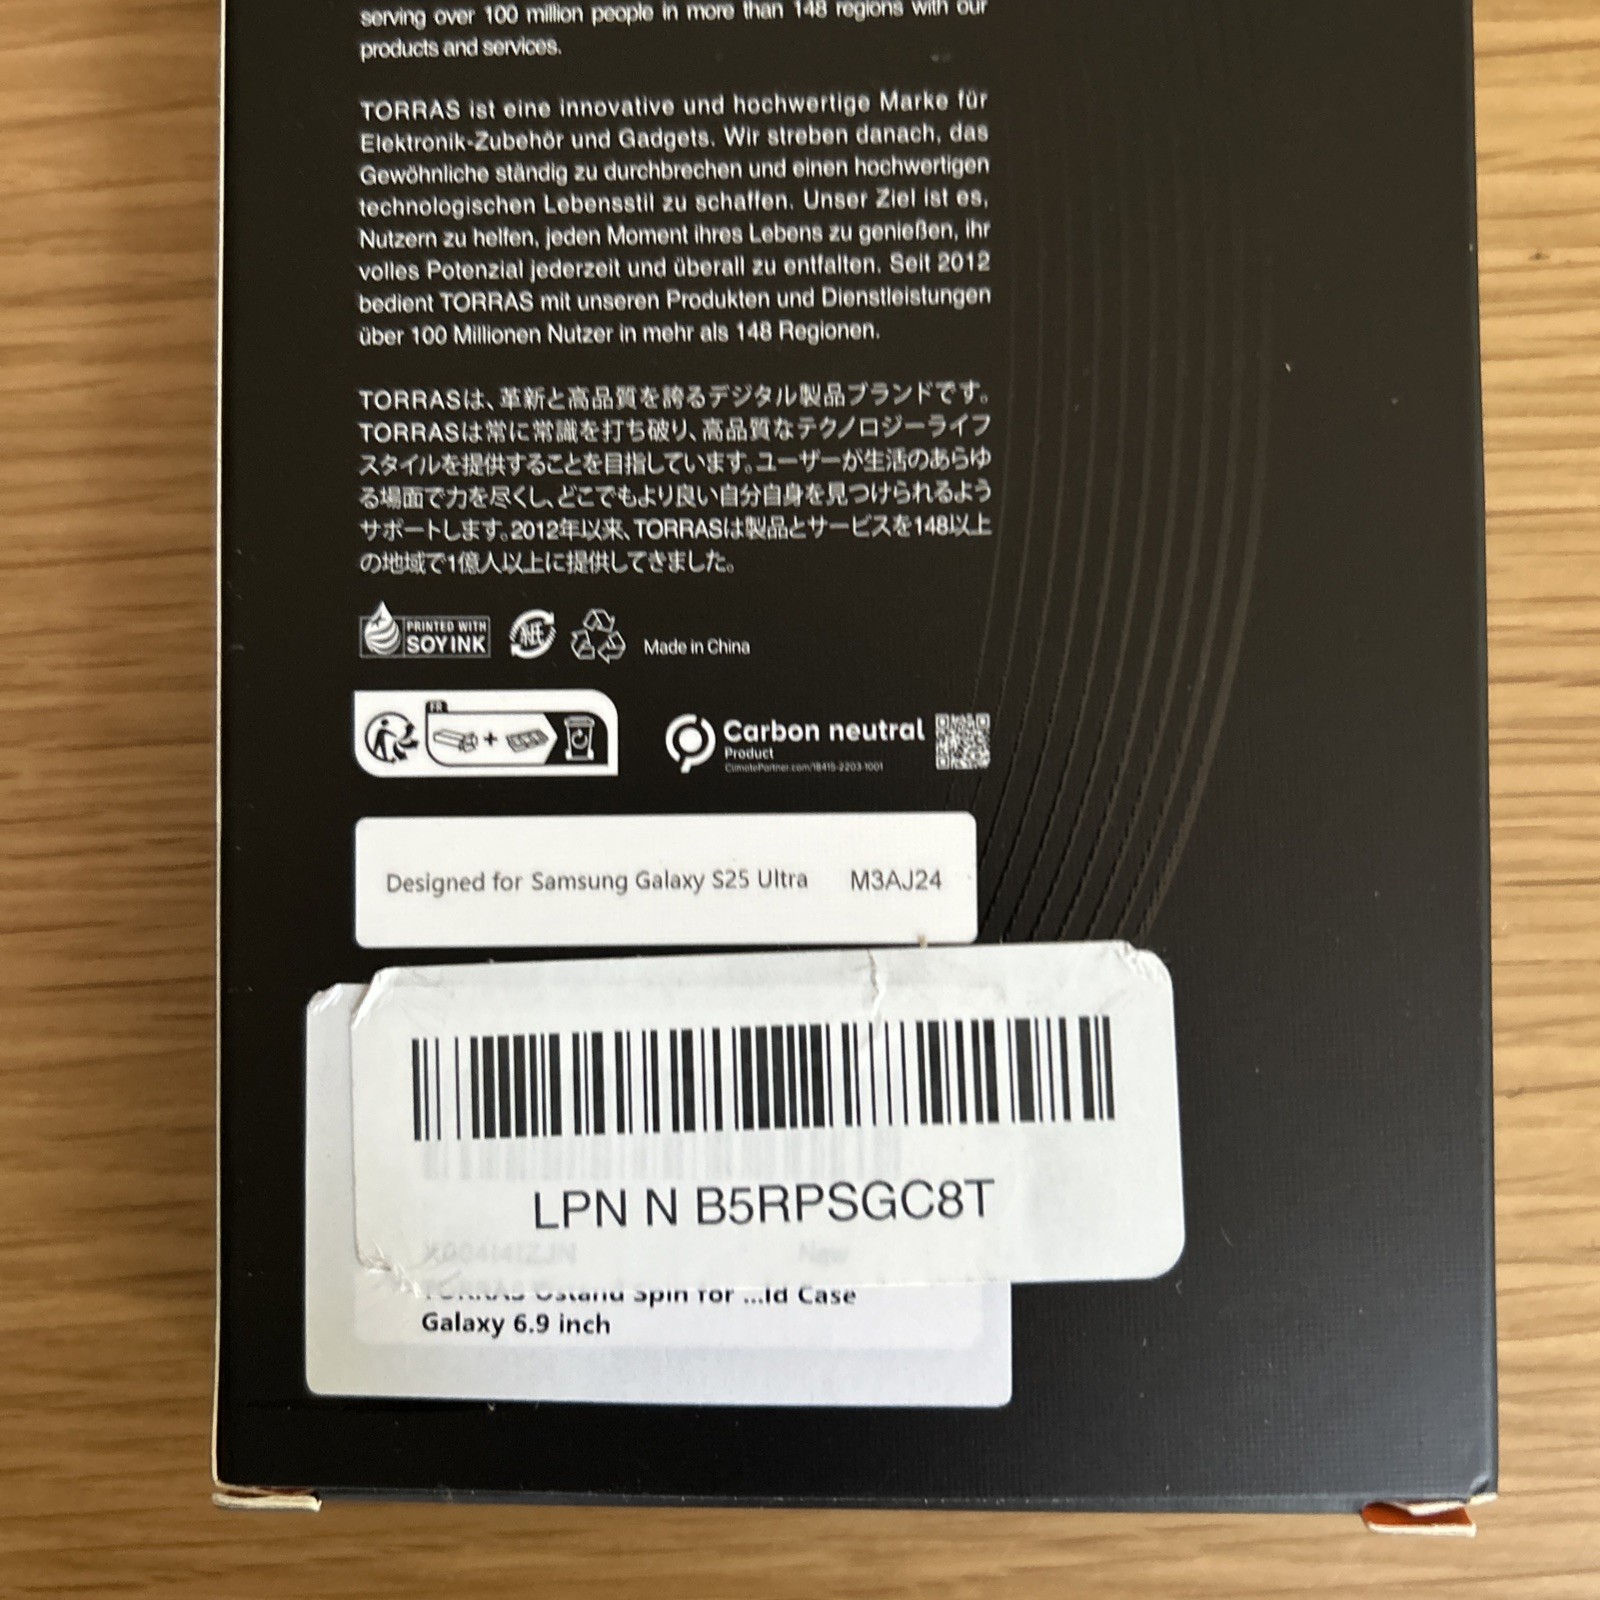 serving over 100 million people in more than 148 regions with our
products and services.
TORRAS ist eine innovative und hochwertige Marke für
Elektronik-Zubehör und Gadgets. Wir streben danach, das
Gewöhnliche ständig zu durchbrechen und einen hochwertigen
technologischen Lebensstil zu schaffen. Unser Ziel ist es,
Nutzern zu helfen, jeden Moment ihres Lebens zu genießen, ihr
volles Potenzial jederzeit und überall zu entfalten. Seit 2012
bedient TORRAS mit unseren Produkten und Dienstleistungen
über 100 Millionen Nutzer in mehr als 148 Regionen.
TORRASは、革新と高品質を誇るデジタル製品ブランドです。
TORRASは常に常識を打ち破り、高品質なテクノロジーライフ
スタイルを提供することを目指しています。ユーザーが生活のあらゆ
る場面で力を尽くし、どこでもより良い自分自身を見つけられるよう
サポートします。2012年以来、TORRASは製品とサービスを148以上
の地域で1億人以上に提供してきました。
PRINTED WITH
SOY INK
紙
Made in China
FR
Carbon neutral
Product
ClimatePartner.com/18415-2203-1001
Designed for Samsung Galaxy S25 Ultra M3AJ24
LPN N B5RPSGC8T
New
TORRAS Ostand Spin for ...ld Case
Galaxy 6.9 inch